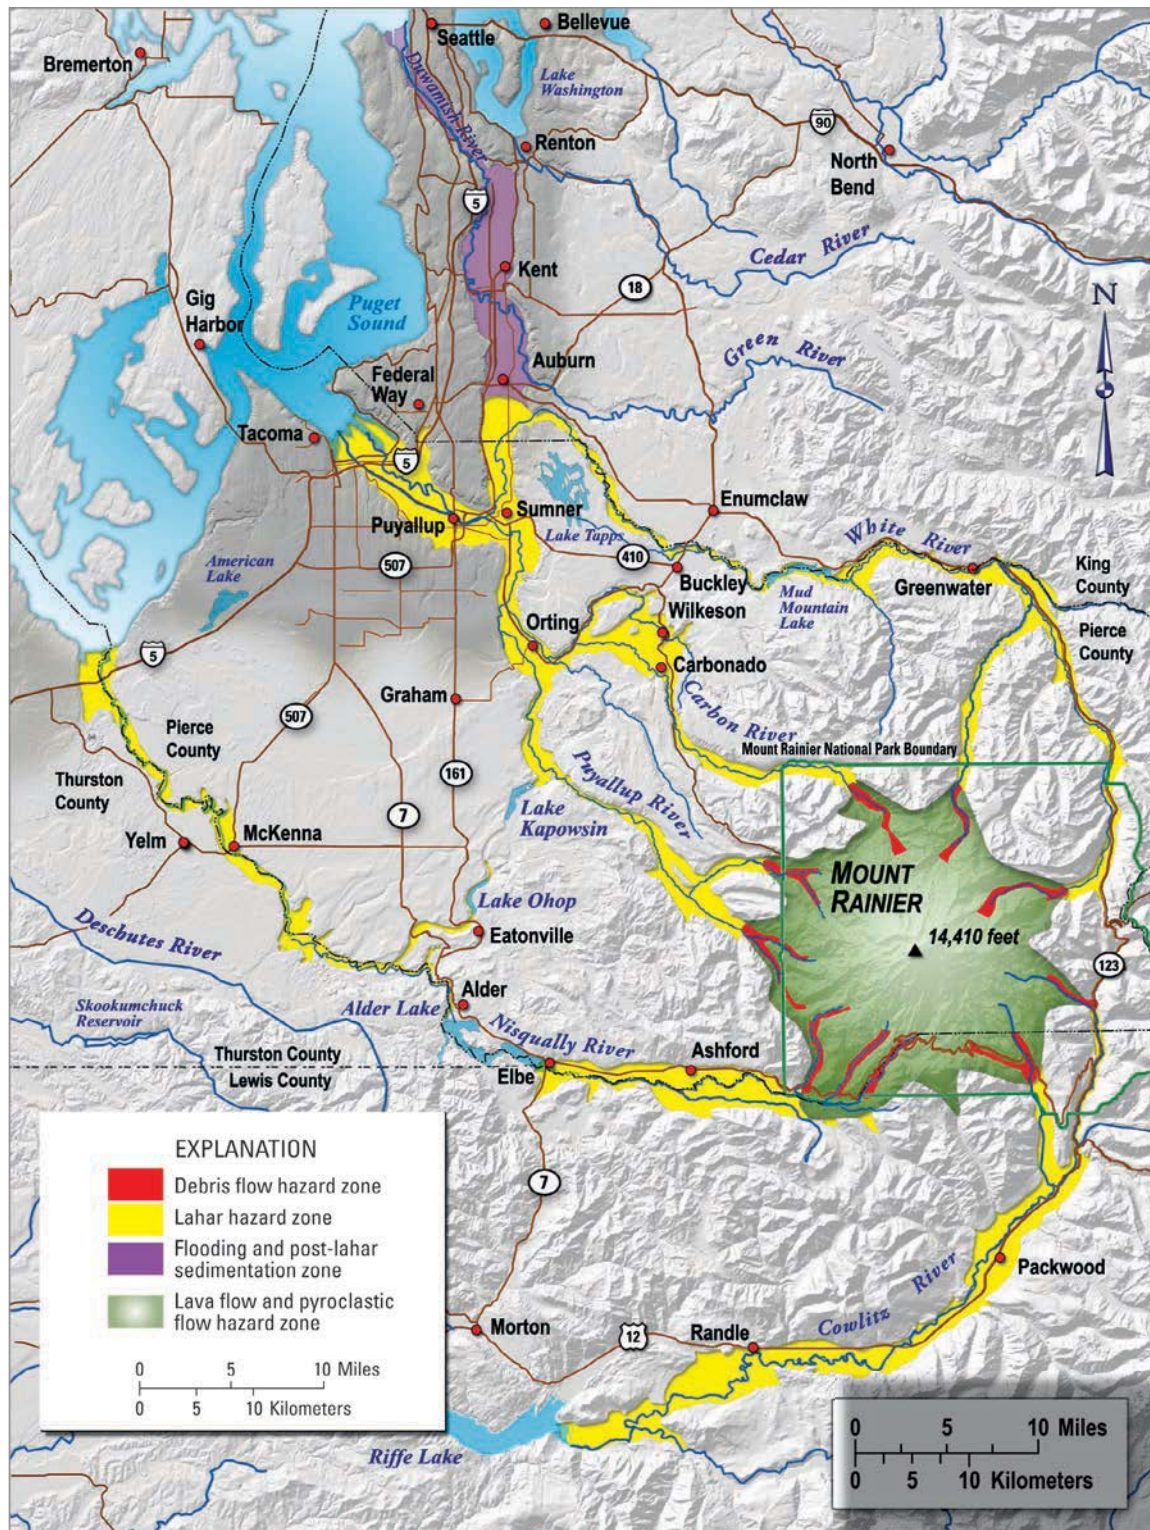 Seattle
Bellevue
Bremerton
Duwamish River
Lake
Washington
Renton
90
North
Bend
5
Cedar River
Kent
18
Puget
Sound
Gig
Harbor
N
Green River
Auburn
Federal
Way
Tacoma
5
Enumclaw
Sumner
Puyallup
Lake Tapps
White River
410
American
Lake
507
Buckley
Mud
Mountain
Lake
Greenwater
King
County
Pierce
County
Wilkeson
Orting
5
Carbonado
Carbon River
Graham
507
Pierce
County
Mount Rainier National Park Boundary
Thurston
County
161
Puyallup River
7
Lake
Kapowsin
Yelm
McKenna
MOUNT
RAINIER
14,410 feet
Lake Ohop
Deschutes River
Eatonville
123
Skookumchuck
Reservoir
Alder
Alder Lake
Nisqually River
Thurston County
Lewis County
Elbe
Ashford
EXPLANATION
Debris flow hazard zone
Lahar hazard zone
Flooding and post-lahar
sedimentation zone
Lava flow and pyroclastic
flow hazard zone
0 5 10 Miles
0 5 10 Kilometers
7
Packwood
Cowlitz River
Morton
12
Randle
Riffe Lake
0 5 10 Miles
0 5 10 Kilometers